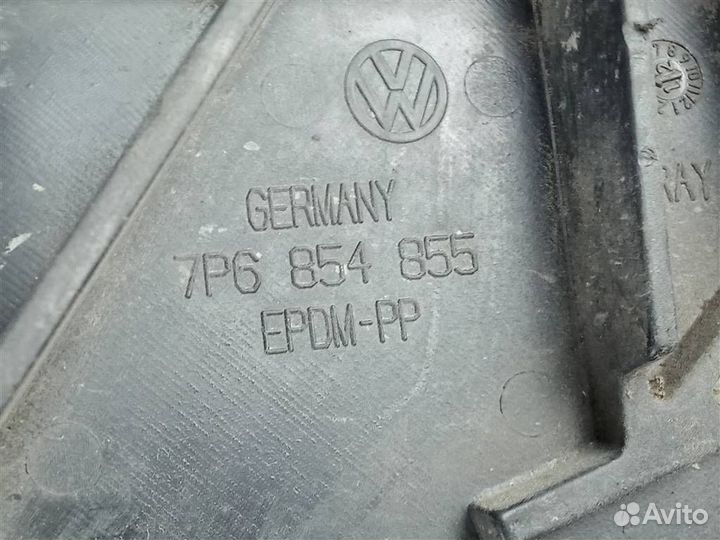 GERMANY
7P6 854 855
EPDM-PP
Avito